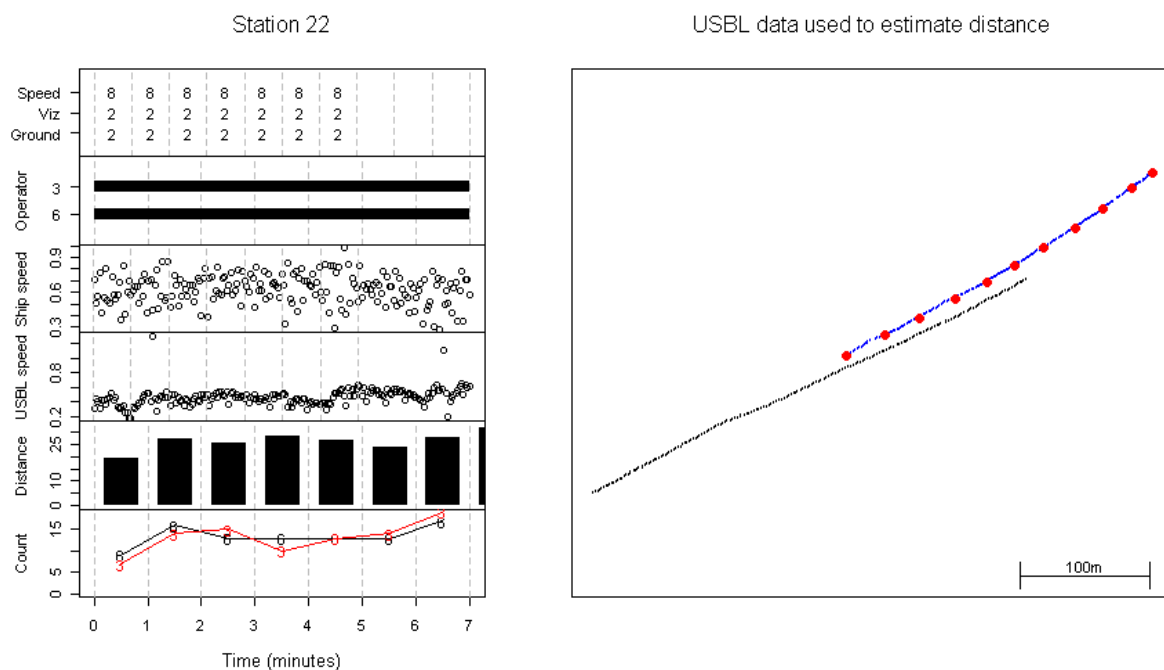 Station 22
USBL data used to estimate distance
Speed 8 8 8 8 8 8 8
Viz 2 2 2 2 2 2 2
Ground 2 2 2 2 2 2 2
Operator
3
6
Ship speed
0.9
0.6
0.3
USBL speed
0.8
0.2
Distance
25
10
0
Count
15
5
0
0 1 2 3 4 5 6 7
Time (minutes)
100m